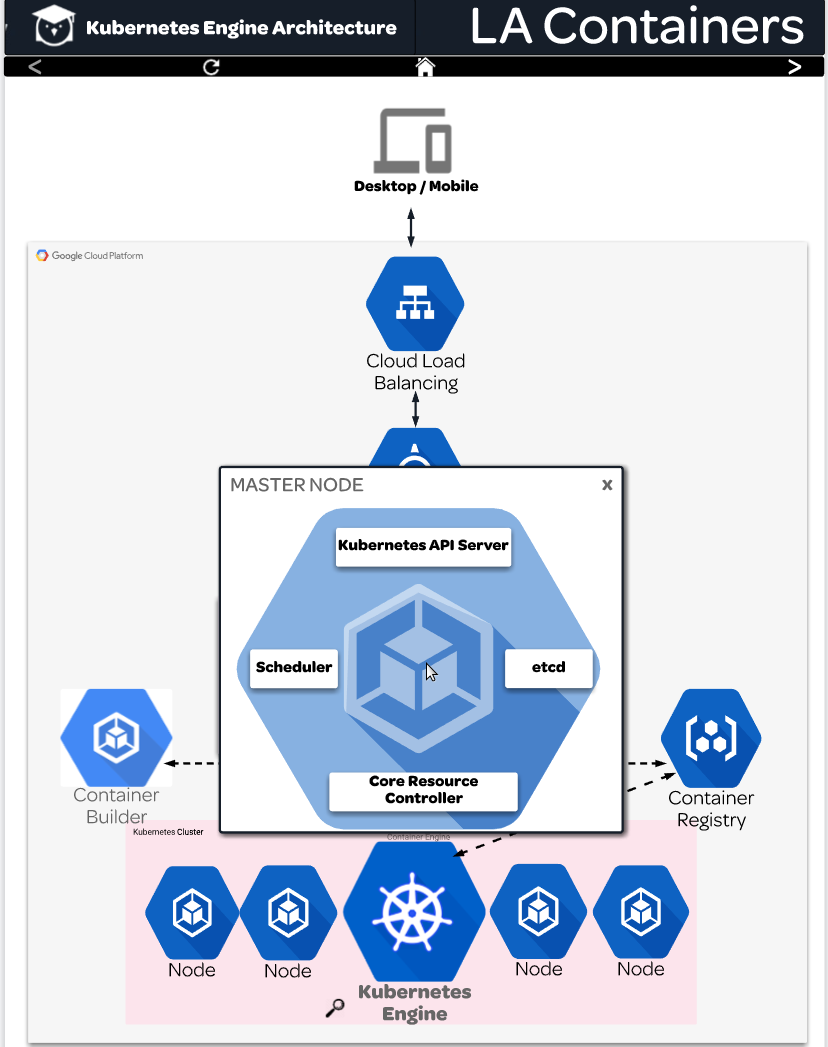 Kubernetes Engine Architecture
LA Containers
Desktop / Mobile
Google Cloud Platform
Cloud Load
Balancing
MASTER NODE
x
Kubernetes API Server
Scheduler
etcd
Core Resource
Controller
Container
Builder
Container
Registry
Kubernetes Cluster
Container Engine
Node
Node
Node
Node
Kubernetes
Engine